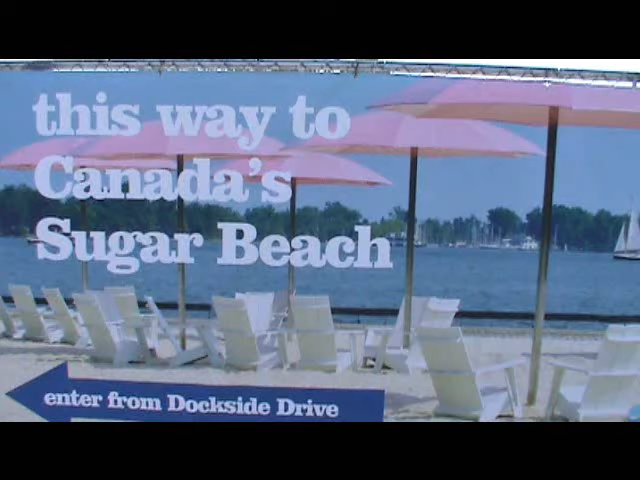 this way to
Canada's
Sugar Beach
enter from Dockside Drive